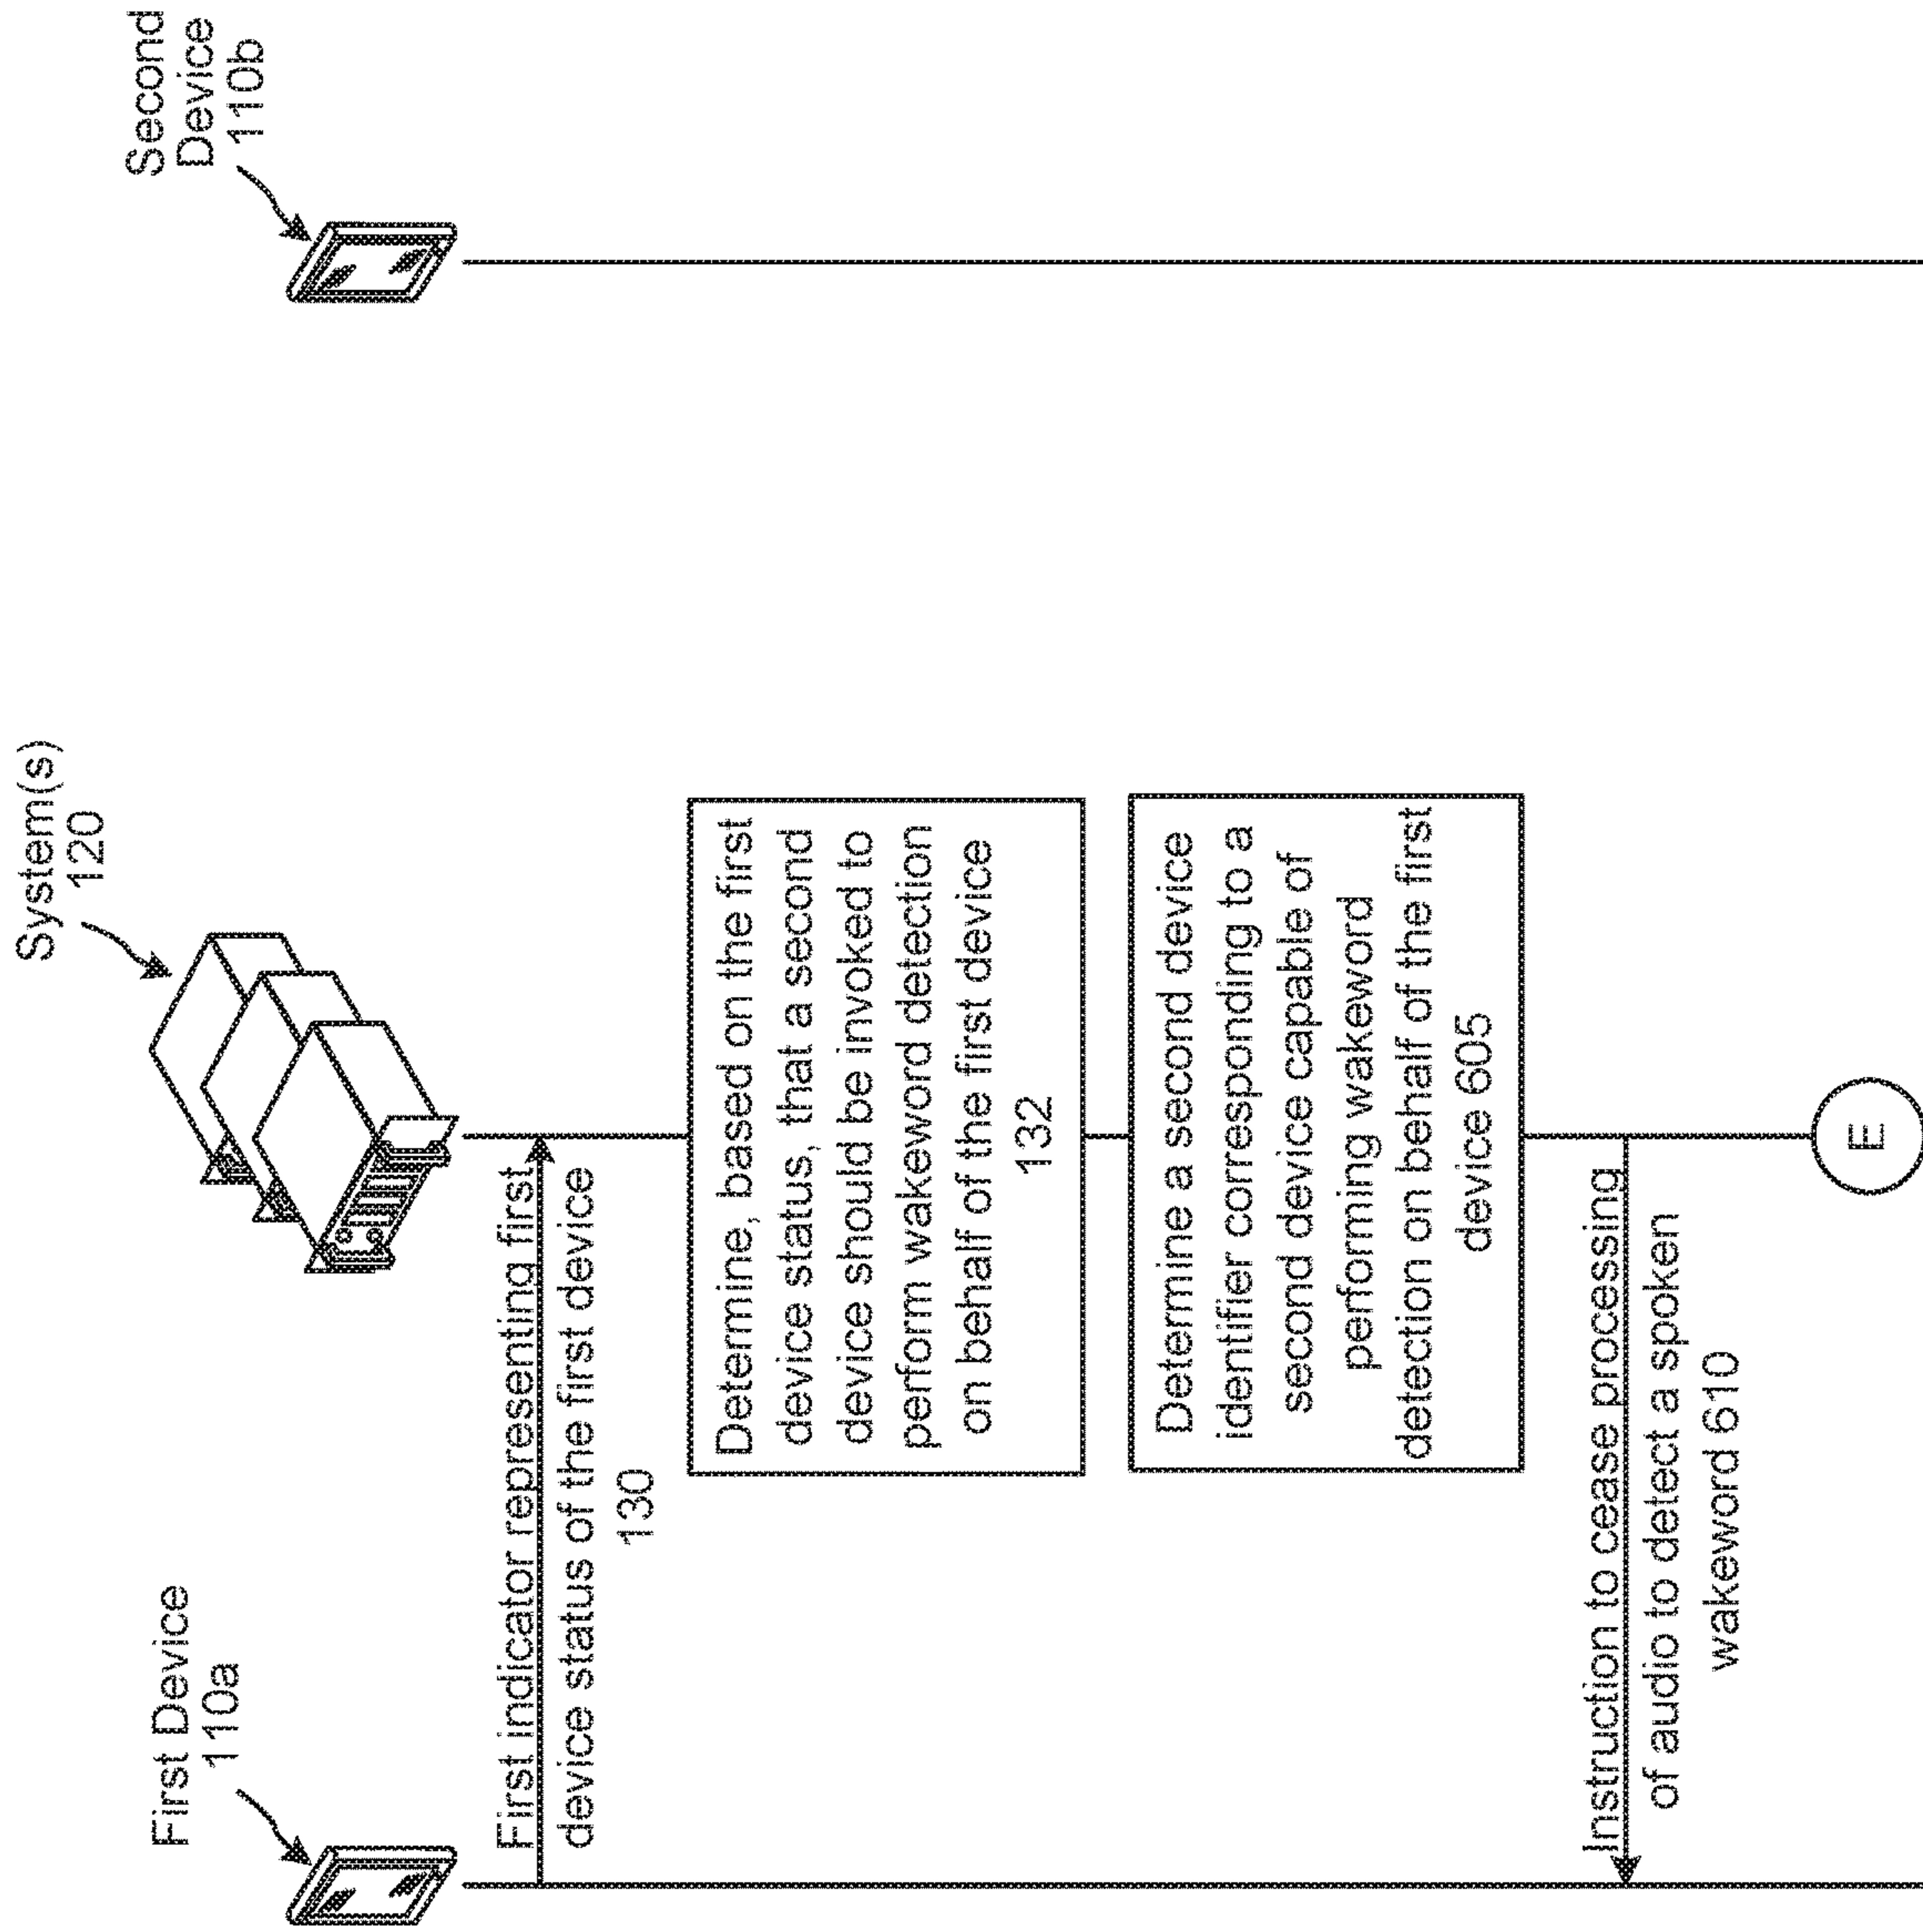 First Device
110a
System(s)
120
Second
Device
110b
First indicator representing first
device status of the first device
130
Determine, based on the first
device status, that a second
device should be invoked to
perform wakeword detection
on behalf of the first device
132
Determine a second device
identifier corresponding to a
second device capable of
performing wakeword
detection on behalf of the first
device 605
Instruction to cease processing
of audio to detect a spoken
wakeword 610
E